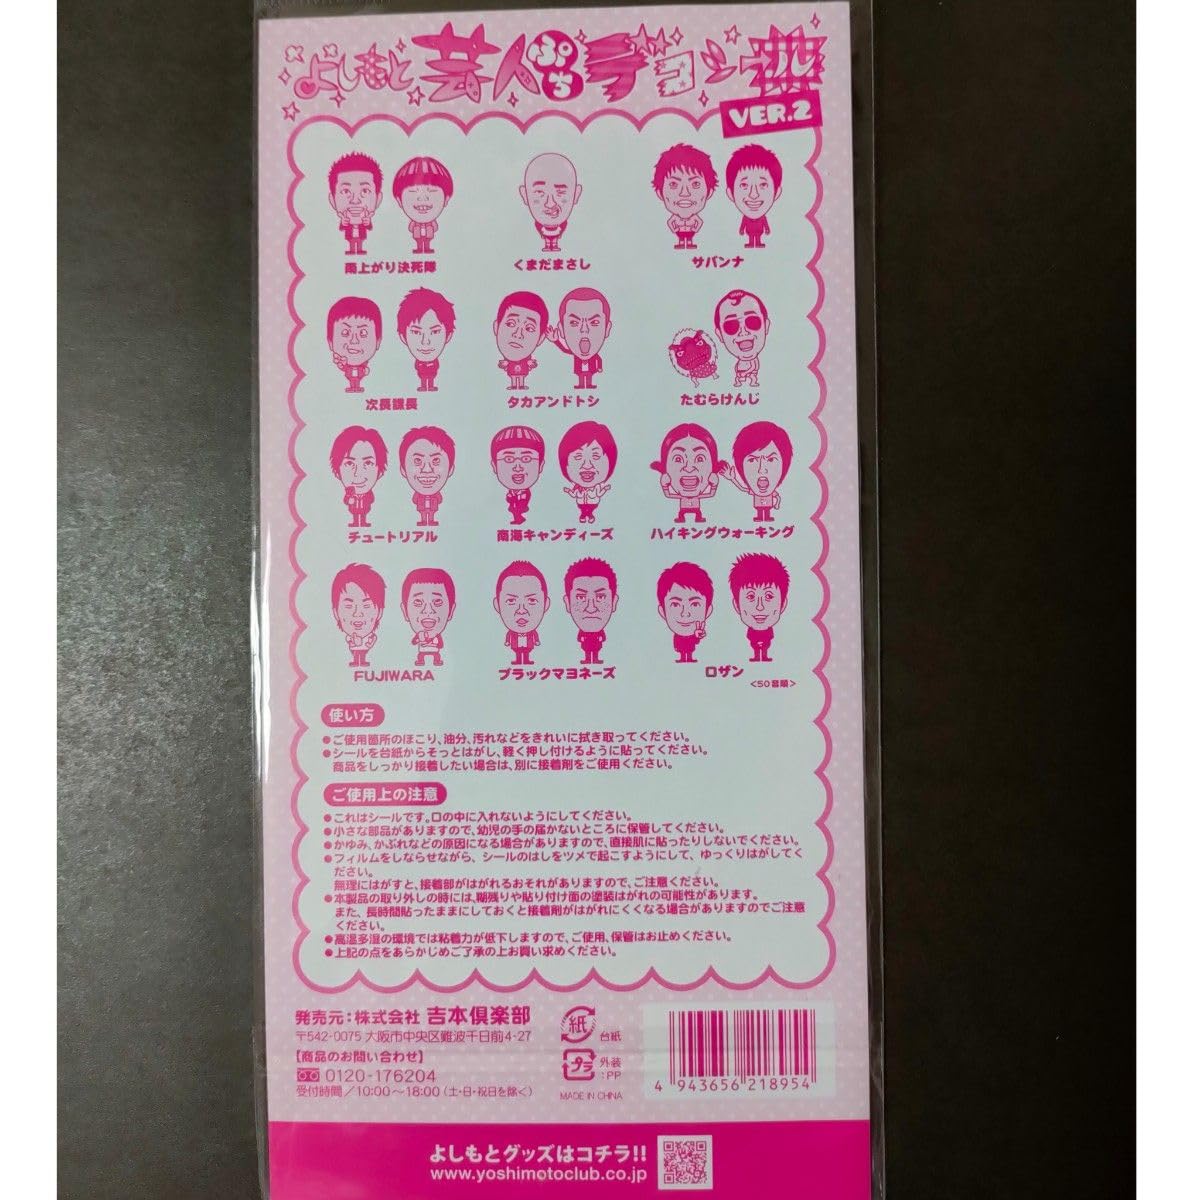 よしもと芸人ぷちデコシール
VER.2
雨上がり決死隊
くまだまさし
サバンナ
次長課長
タカアンドトシ
たむらけんじ
チュートリアル
南海キャンディーズ
ハイキングウォーキング
FUJIWARA
ブラックマヨネーズ
ロザン
<50音順>
使い方
●ご使用箇所のほこり、油分、汚れなどをきれいに拭き取ってください。
●シールを台紙からそっとはがし、軽く押し付けるように貼ってください。
商品をしっかり接着したい場合は、別に接着剤をご使用ください。
ご使用上の注意
●これはシールです。口の中に入れないようにしてください。
●小さな部品がありますので、幼児の手の届かないところに保管してください。
●かゆみ、かぶれなどの原因になる場合がありますので、直接肌に貼ったりしないでください。
●フィルムをしならせながら、シールのはしをツメで起こすようにして、ゆっくりはがしてく
ださい。
無理にはがすと、接着部がはがれるおそれがありますので、ご注意ください。
●本製品の取り外しの時には、糊残りや貼り付け面の塗装はがれの可能性があります。
また、長時間貼ったままにしておくと接着剤がはがれにくくなる場合がありますのでご注意
ください。
●高温多湿の環境では粘着力が低下しますので、ご使用、保管はお止めください。
●上記の点をあらかじめご了承の上お買い求めください。
発売元：株式会社 吉本倶楽部
〒542-0075 大阪市中央区難波千日前4-27
【商品のお問い合わせ】
0120-176204
受付時間／10:00～18:00（土・日・祝日を除く）
紙
台紙
プラ
外装
：PP
MADE IN CHINA
4 943656 218954
よしもとグッズはコチラ!!
www.yoshimotoclub.co.jp